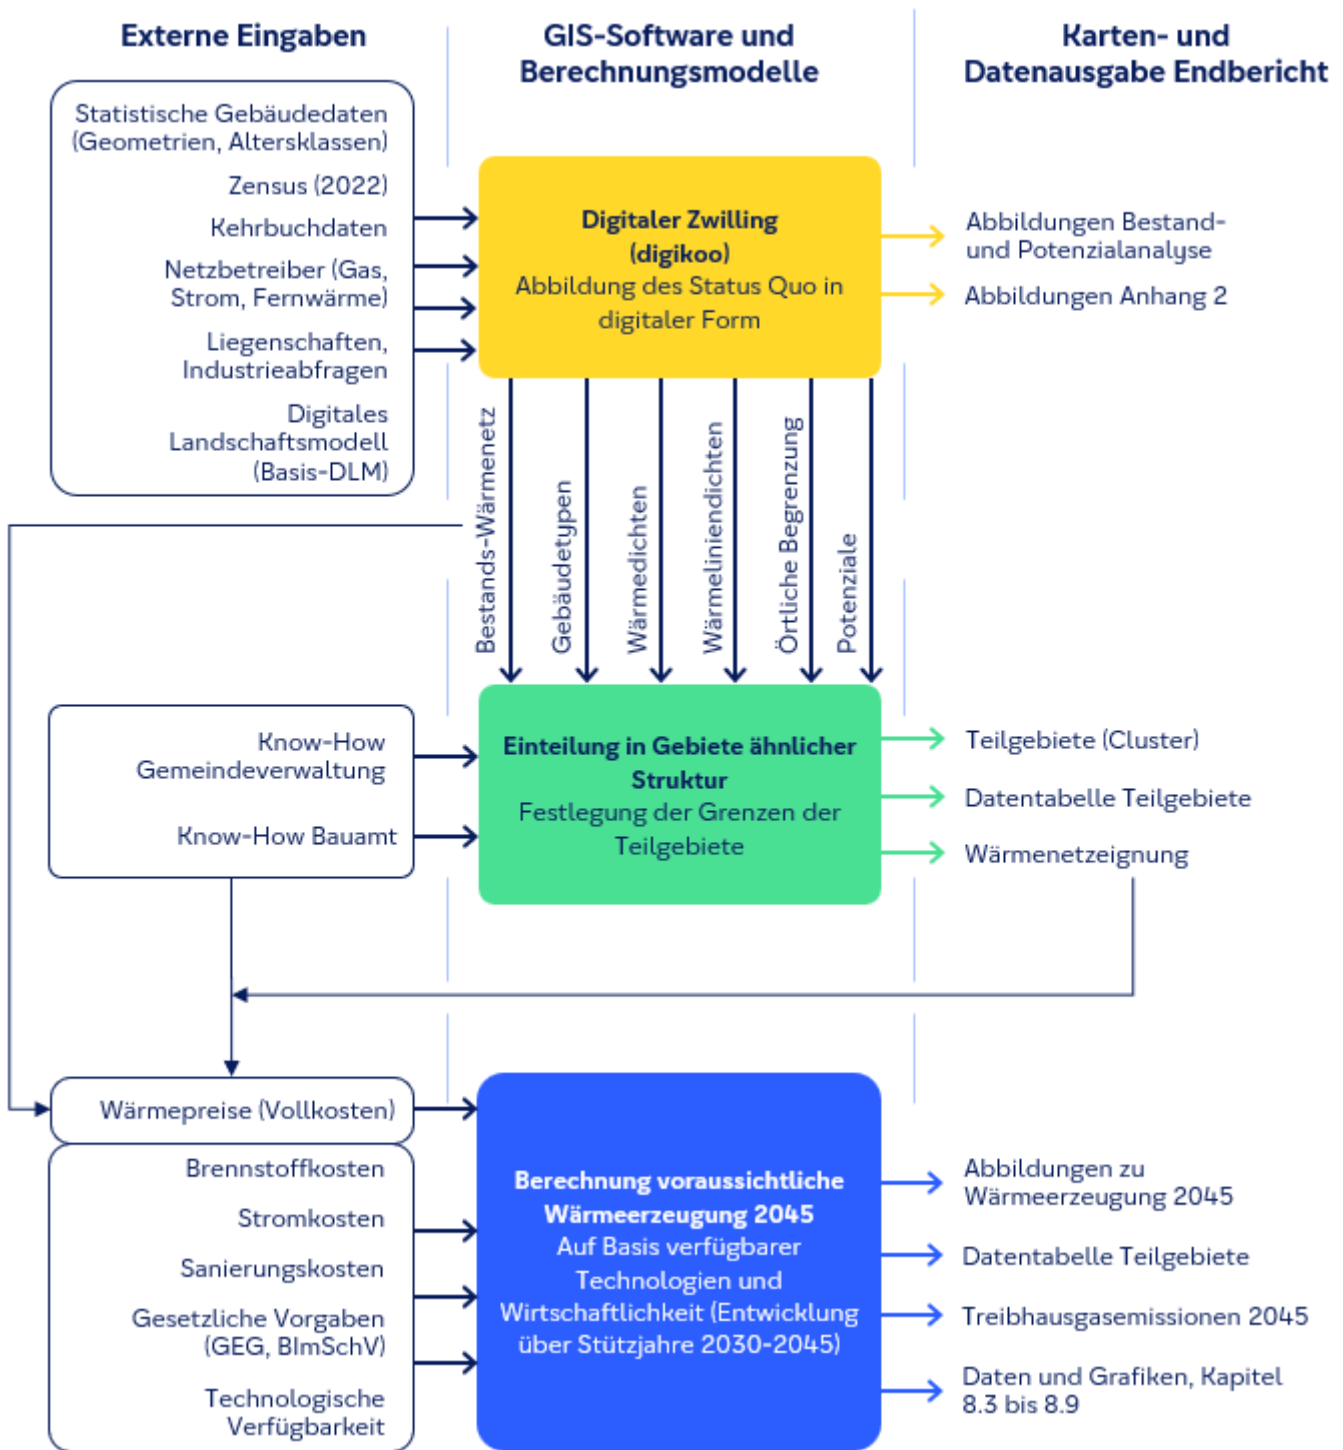 Externe Eingaben
GIS-Software und
Berechnungsmodelle
Karten- und
Datenausgabe Endbericht
Statistische Gebäudedaten
(Geometrien, Altersklassen)
Zensus (2022)
Kehrbuchdaten
Netzbetreiber (Gas,
Strom, Fernwärme)
Liegenschaften,
Industrieabfragen
Digitales
Landschaftsmodell
(Basis-DLM)
Digitaler Zwilling
(digikoo)
Abbildung des Status Quo in
digitaler Form
Abbildungen Bestand-
und Potenzialanalyse
Abbildungen Anhang 2
Bestands-Wärmenetz
Gebäudetypen
Wärmedichten
Wärmeliniendichten
Örtliche Begrenzung
Potenziale
Know-How
Gemeindeverwaltung
Know-How Bauamt
Einteilung in Gebiete ähnlicher
Struktur
Festlegung der Grenzen der
Teilgebiete
Teilgebiete (Cluster)
Datentabelle Teilgebiete
Wärmenetzeignung
Wärmepreise (Vollkosten)
Brennstoffkosten
Stromkosten
Sanierungskosten
Gesetzliche Vorgaben
(GEG, BImSchV)
Technologische
Verfügbarkeit
Berechnung voraussichtliche
Wärmeerzeugung 2045
Auf Basis verfügbarer
Technologien und
Wirtschaftlichkeit (Entwicklung
über Stützjahre 2030-2045)
Abbildungen zu
Wärmeerzeugung 2045
Datentabelle Teilgebiete
Treibhausgasemissionen 2045
Daten und Grafiken, Kapitel
8.3 bis 8.9